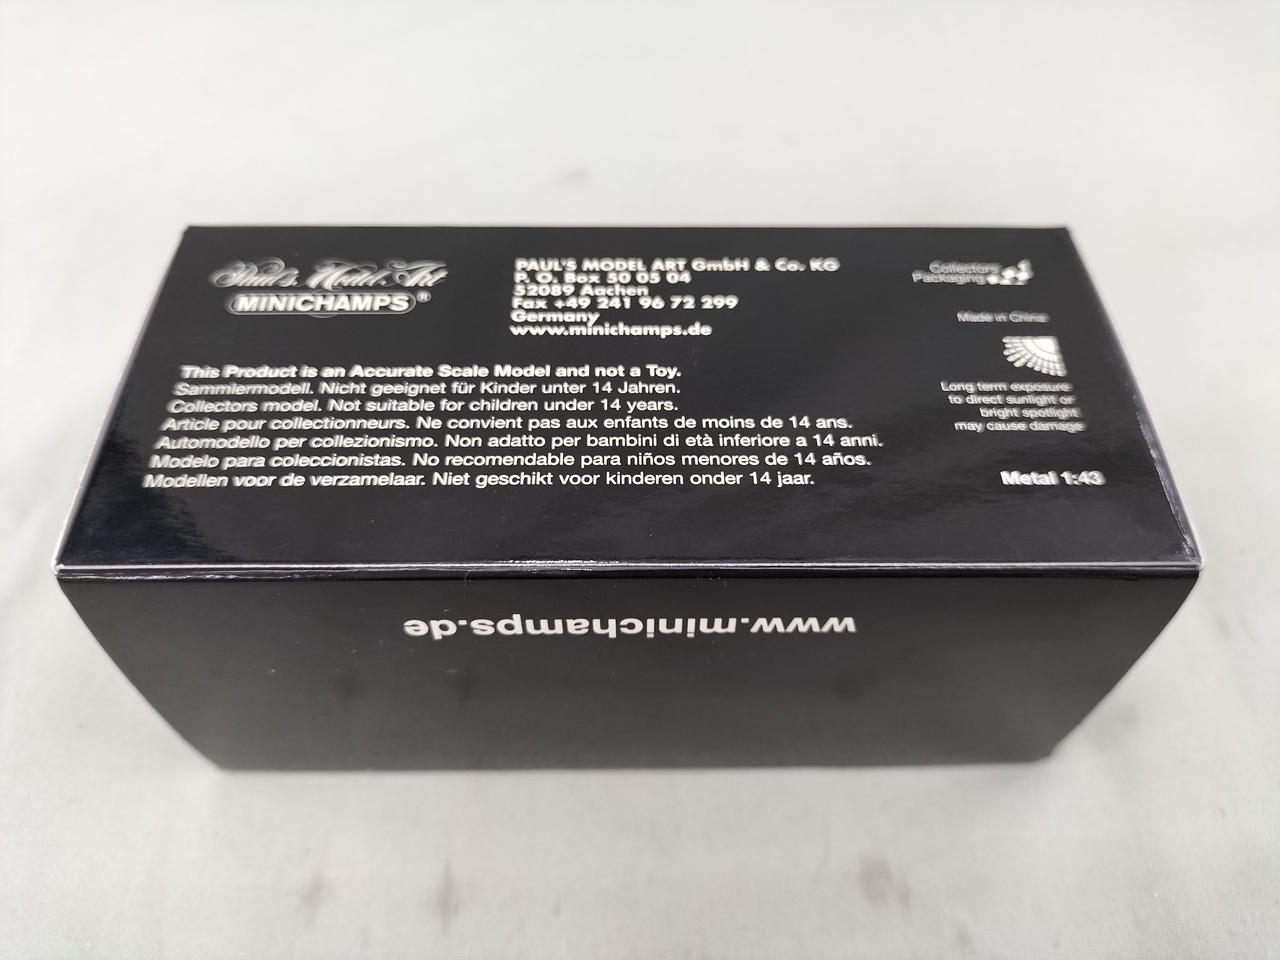 Paul's Model Art
MINICHAMPS®
PAUL'S MODEL ART GmbH & Co. KG
P. O. Box 50 05 04
52089 Aachen
Fax +49 241 96 72 299
Germany
www.minichamps.de
This Product is an Accurate Scale Model and not a Toy.
Sammlermodell. Nicht geeignet für Kinder unter 14 Jahren.
Collectors model. Not suitable for children under 14 years.
Article pour collectionneurs. Ne convient pas aux enfants de moins de 14 ans.
Automodello per collezionismo. Non adatto per bambini di età inferiore a 14 anni.
Modelo para coleccionistas. No recomendable para niños menores de 14 años.
Modellen voor de verzamelaar. Niet geschikt voor kinderen onder 14 jaar.
Collectors
Packaging
Made in China
Long term exposure
to direct sunlight or
bright spotlight
may cause damage
Metal 1:43
www.minichamps.de